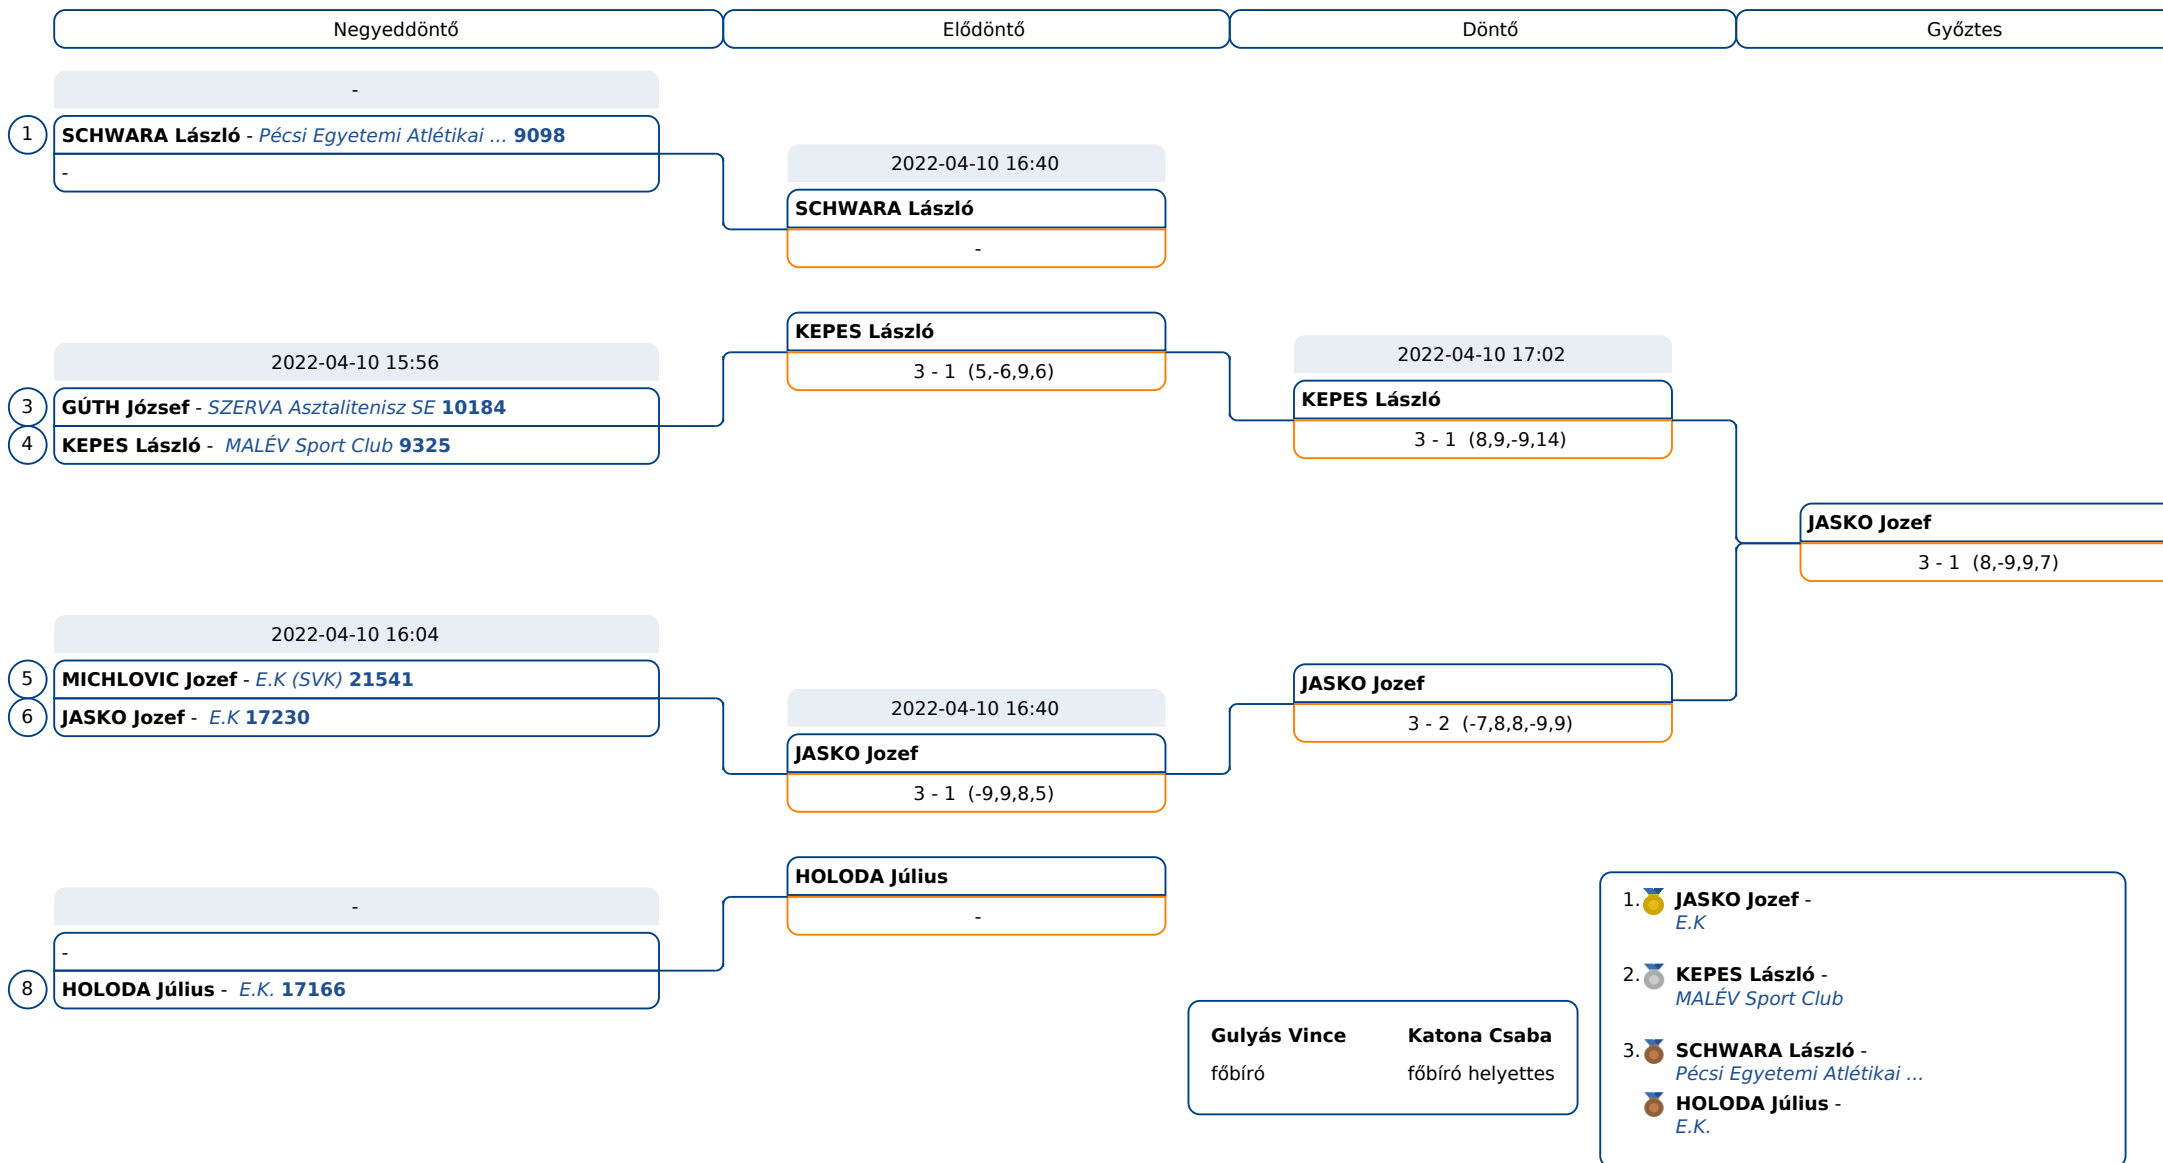 Negyeddöntő
Elődöntő
Döntő
Győztes
-
1
SCHWARA László - Pécsi Egyetemi Atlétikai ... 9098
-
2022-04-10 16:40
SCHWARA László
-
KEPES László
3 - 1 (5,-6,9,6)
2022-04-10 15:56
3
GÚTH József - SZERVA Asztalitenisz SE 10184
4
KEPES László - MALÉV Sport Club 9325
2022-04-10 17:02
KEPES László
3 - 1 (8,9,-9,14)
JASKO Jozef
3 - 1 (8,-9,9,7)
2022-04-10 16:04
5
MICHLOVIC Jozef - E.K (SVK) 21541
6
JASKO Jozef - E.K 17230
2022-04-10 16:40
JASKO Jozef
3 - 1 (-9,9,8,5)
JASKO Jozef
3 - 2 (-7,8,8,-9,9)
HOLODA Július
-
-
-
8
HOLODA Július - E.K. 17166
Gulyás Vince
főbíró
Katona Csaba
főbíró helyettes
1. JASKO Jozef -
E.K
2. KEPES László -
MALÉV Sport Club
3. SCHWARA László -
Pécsi Egyetemi Atlétikai ...
HOLODA Július -
E.K.